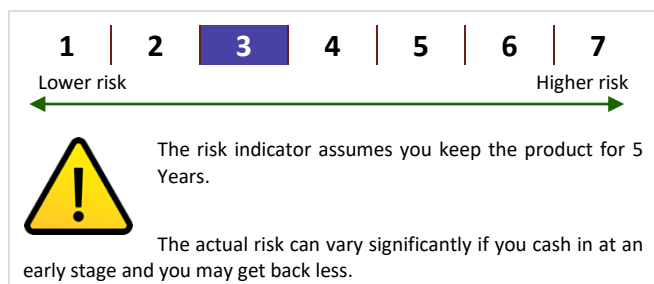 1 2 3 4 5 6 7
Lower risk Higher risk
!
The risk indicator assumes you keep the product for 5
Years.
The actual risk can vary significantly if you cash in at an
early stage and you may get back less.